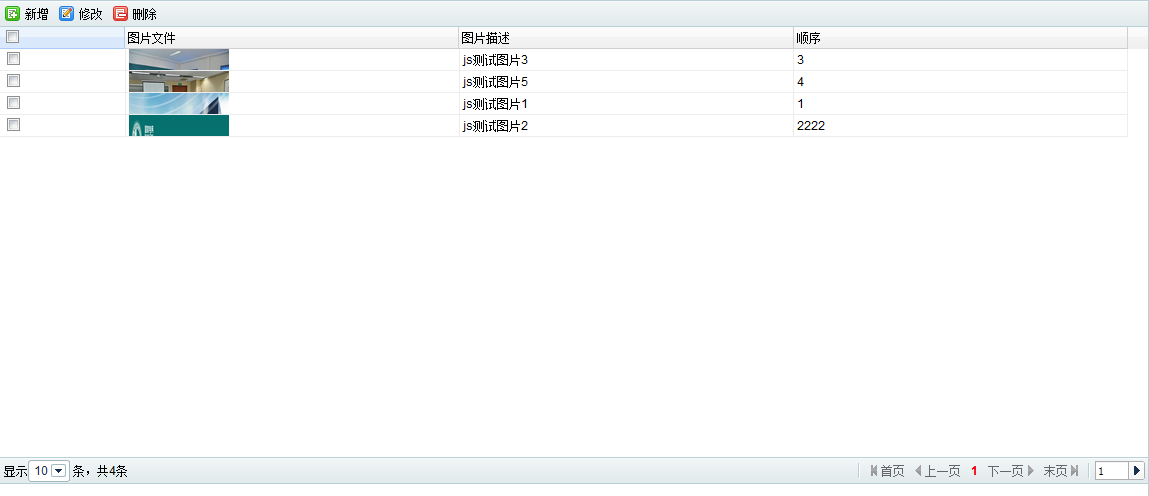 新增 修改 删除
图片文件 图片描述 顺序
js测试图片3 3
js测试图片5 4
js测试图片1 1
js测试图片2 2222
显示 10 条，共4条 首页 上一页 1 下一页 末页 1